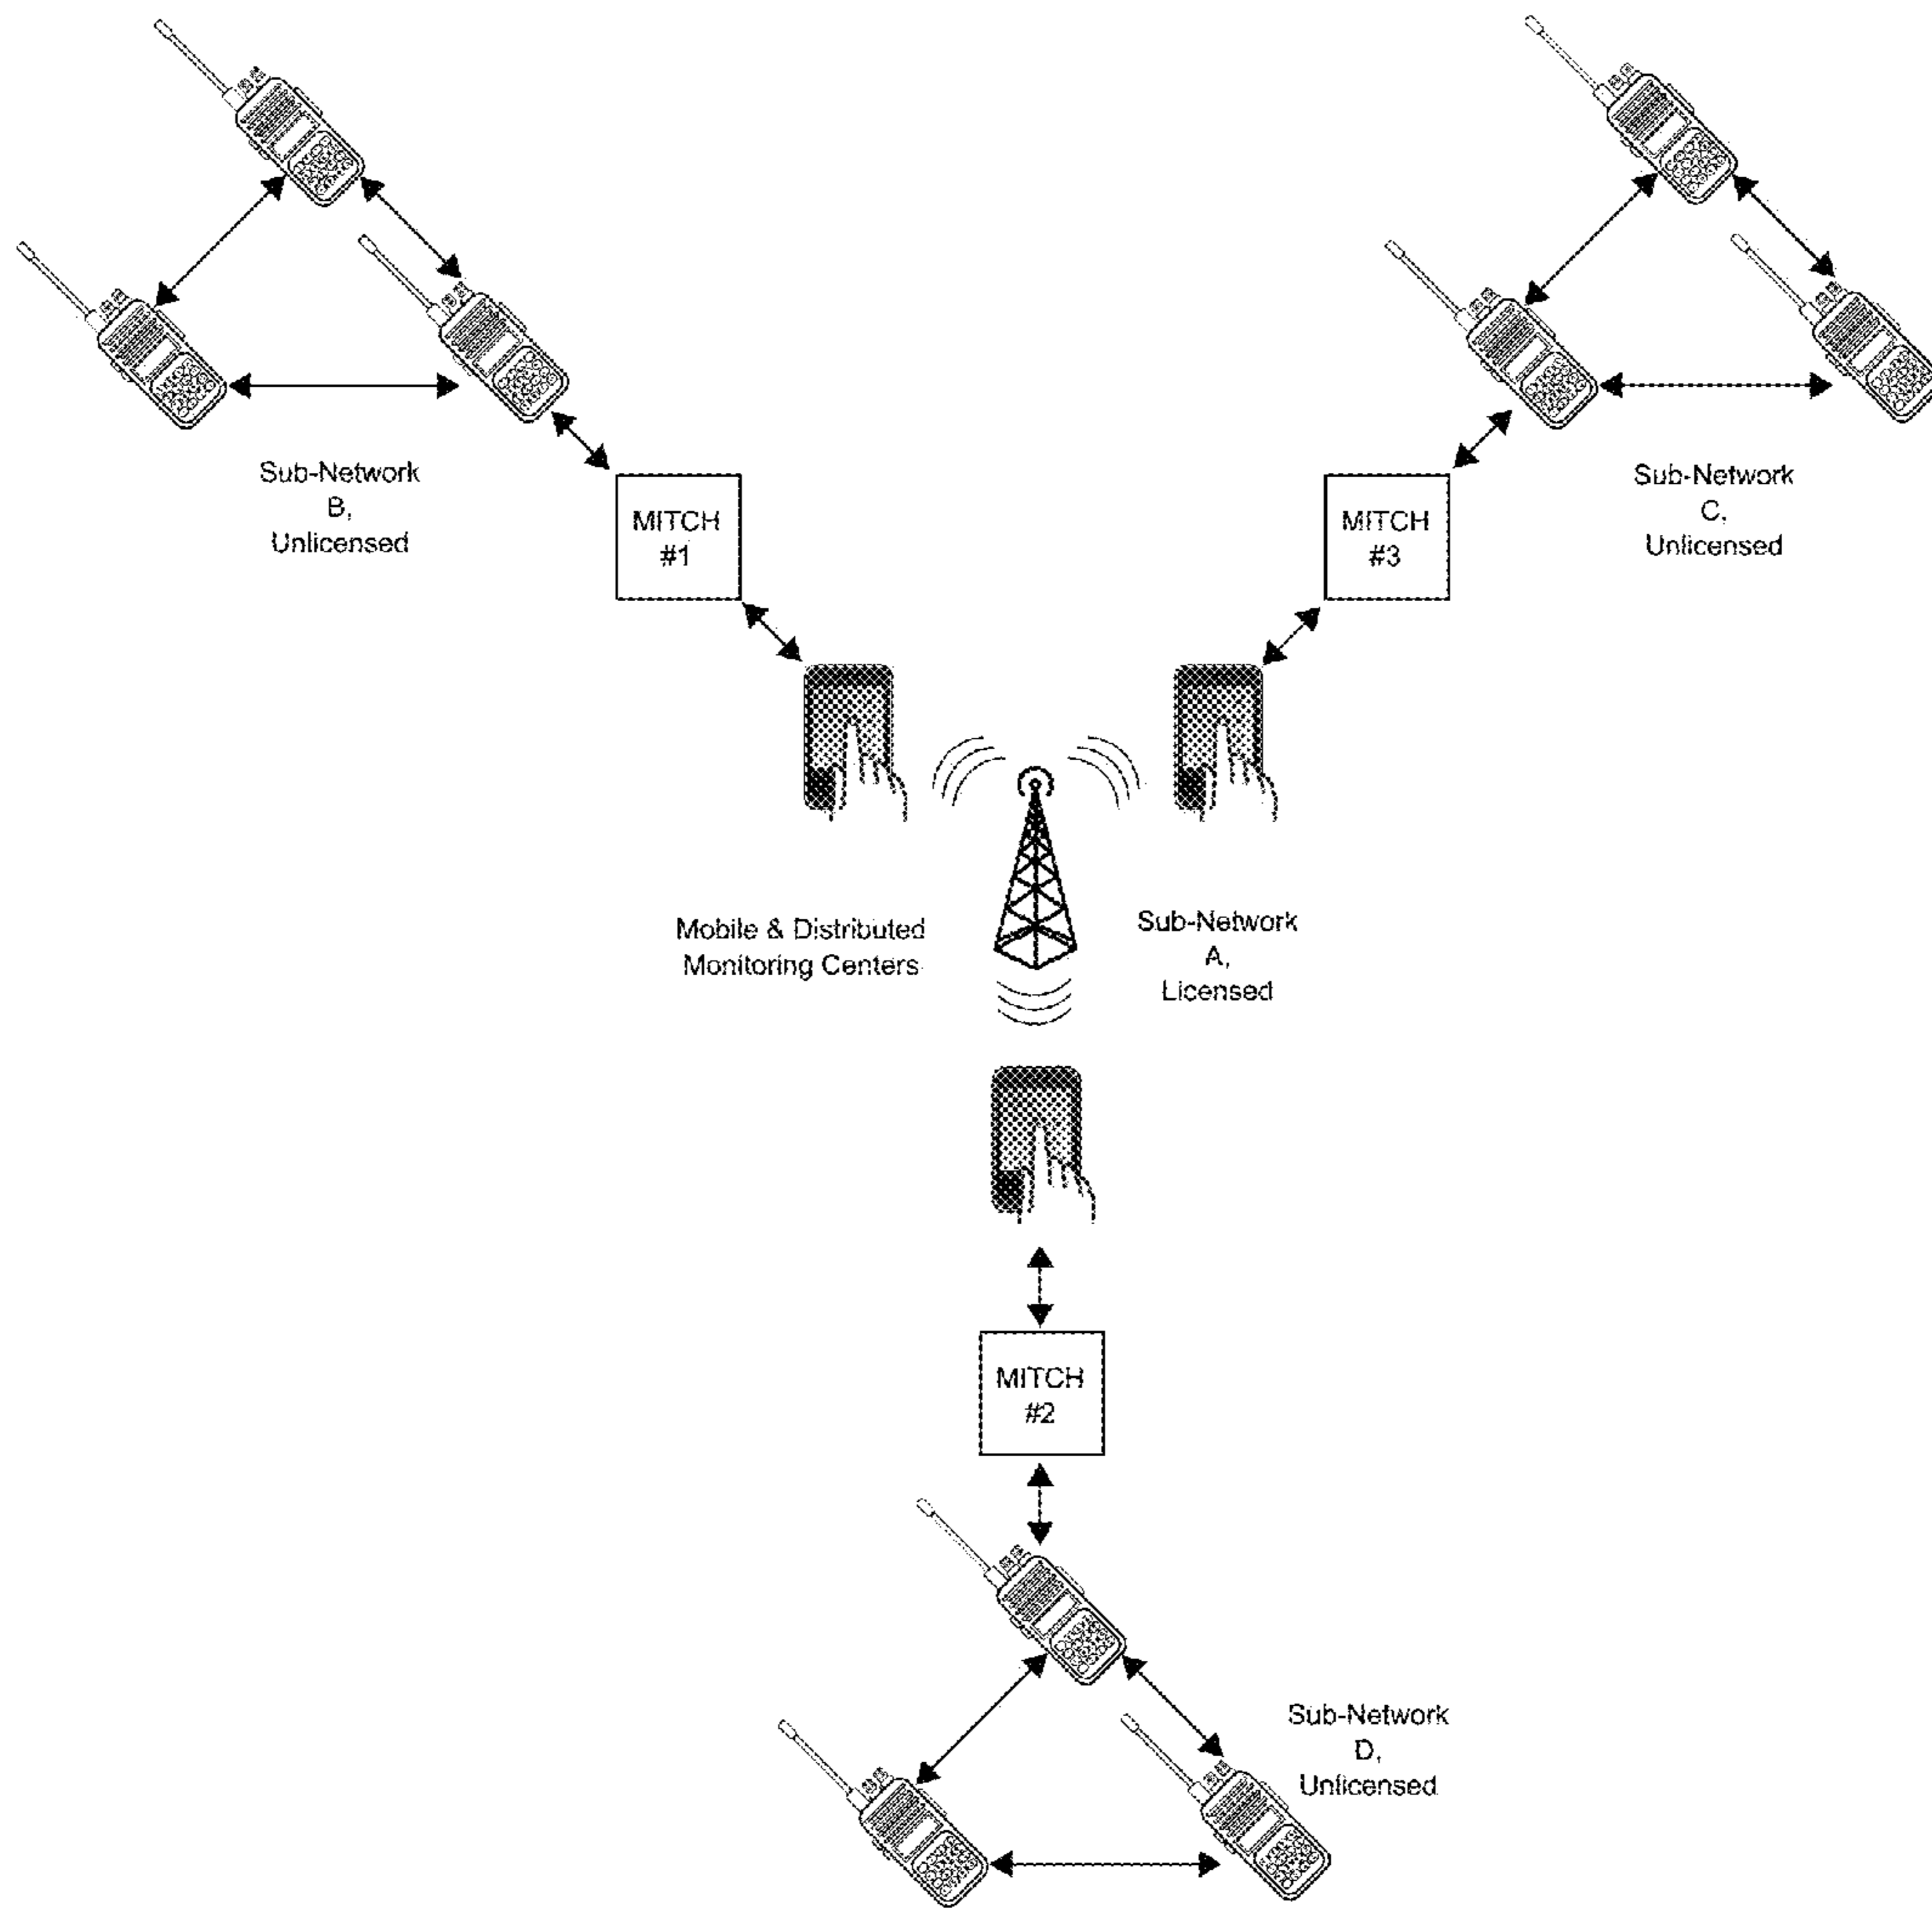 Sub-Network
B,
Unlicensed
MITCH
#1
MITCH
#3
Sub-Network
C,
Unlicensed
Mobile & Distributed
Monitoring Centers
Sub-Network
A,
Licensed
MITCH
#2
Sub-Network
D,
Unlicensed